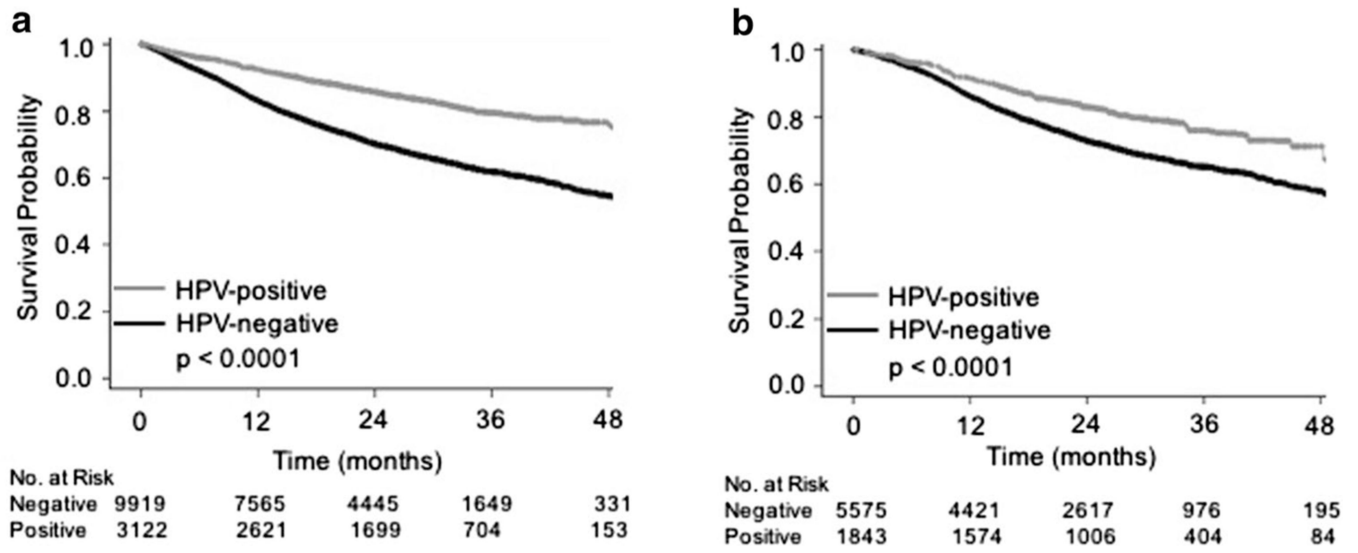 a
Survival Probability
1.0
0.8
0.6
0.4
0.2
0.0
HPV-positive
HPV-negative
p < 0.0001
0 12 24 36 48
Time (months)
No. at Risk
Negative 9919 7565 4445 1649 331
Positive 3122 2621 1699 704 153
b
Survival Probability
1.0
0.8
0.6
0.4
0.2
0.0
HPV-positive
HPV-negative
p < 0.0001
0 12 24 36 48
Time (months)
No. at Risk
Negative 5575 4421 2617 976 195
Positive 1843 1574 1006 404 84